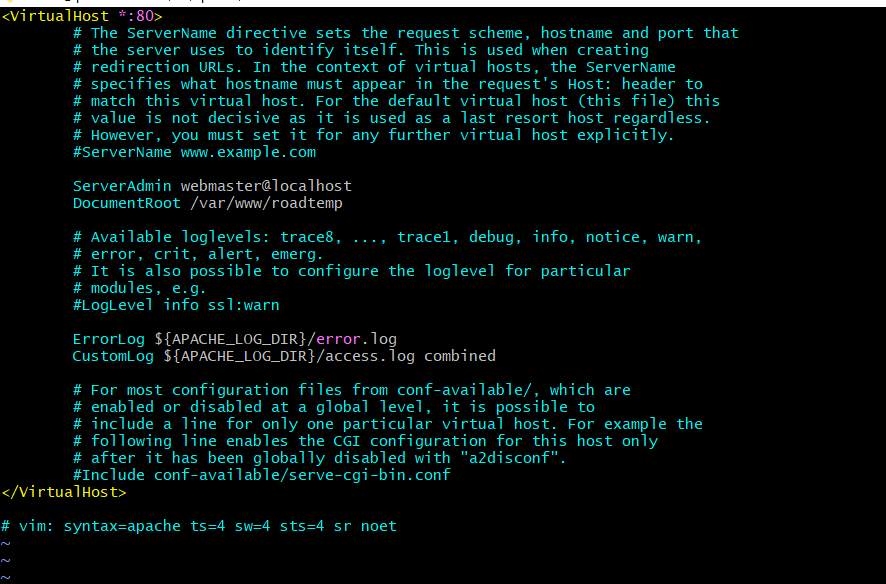 <VirtualHost *:80>
# The ServerName directive sets the request scheme, hostname and port that
# the server uses to identify itself. This is used when creating
# redirection URLs. In the context of virtual hosts, the ServerName
# specifies what hostname must appear in the request's Host: header to
# match this virtual host. For the default virtual host (this file) this
# value is not decisive as it is used as a last resort host regardless.
# However, you must set it for any further virtual host explicitly.
#ServerName www.example.com
ServerAdmin webmaster@localhost
DocumentRoot /var/www/roadtemp
# Available loglevels: trace8, ..., trace1, debug, info, notice, warn,
# error, crit, alert, emerg.
# It is also possible to configure the loglevel for particular
# modules, e.g.
#LogLevel info ssl:warn
ErrorLog ${APACHE_LOG_DIR}/error.log
CustomLog ${APACHE_LOG_DIR}/access.log combined
# For most configuration files from conf-available/, which are
# enabled or disabled at a global level, it is possible to
# include a line for only one particular virtual host. For example the
# following line enables the CGI configuration for this host only
# after it has been globally disabled with "a2disconf".
#Include conf-available/serve-cgi-bin.conf
</VirtualHost>
# vim: syntax=apache ts=4 sw=4 sts=4 sr noet
~
~
~